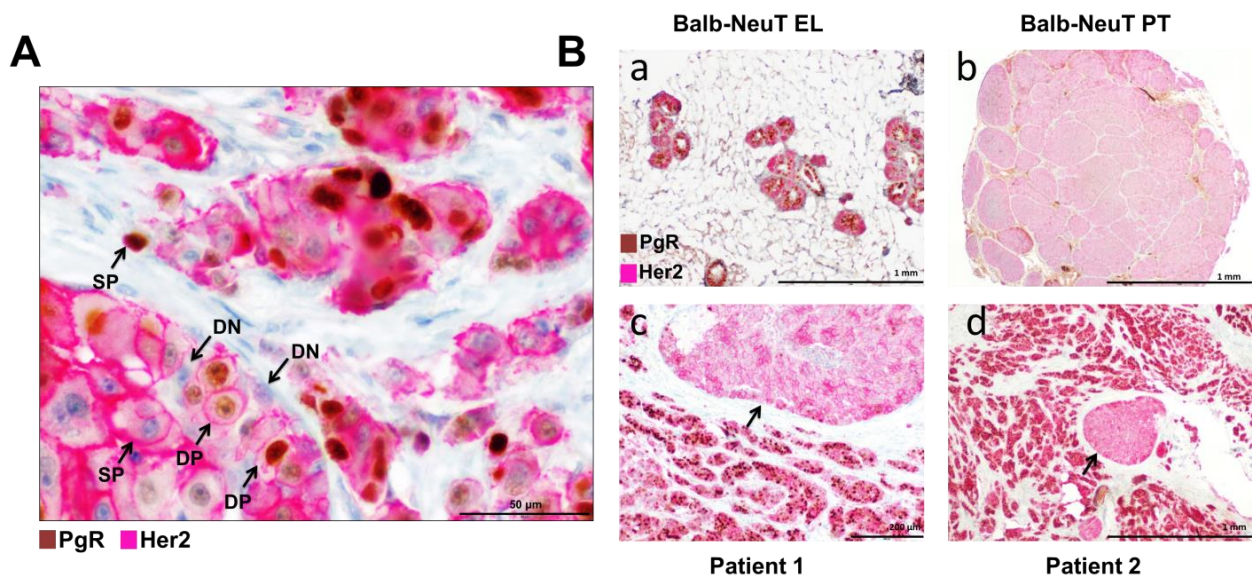 A
B
Balb-NeuT EL
Balb-NeuT PT
SP
DN
DN
SP
DP
DP
50 µm
PgR Her2
a
PgR
Her2
1 mm
b
1 mm
c
200 µm
d
1 mm
Patient 1
Patient 2